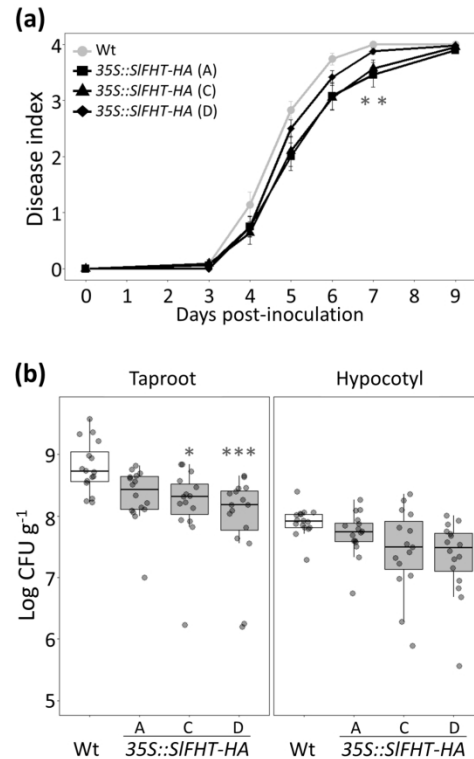 (a)
Wt
35S::SlFHT-HA (A)
35S::SlFHT-HA (C)
35S::SlFHT-HA (D)
4
3
2
1
0
Disease index
* *
0 1 2 3 4 5 6 7 8 9
Days post-inoculation
(b)
Taproot Hypocotyl
* ***
9
8
7
6
5
Log CFU g⁻¹
A C D A C D
Wt 35S::SlFHT-HA Wt 35S::SlFHT-HA